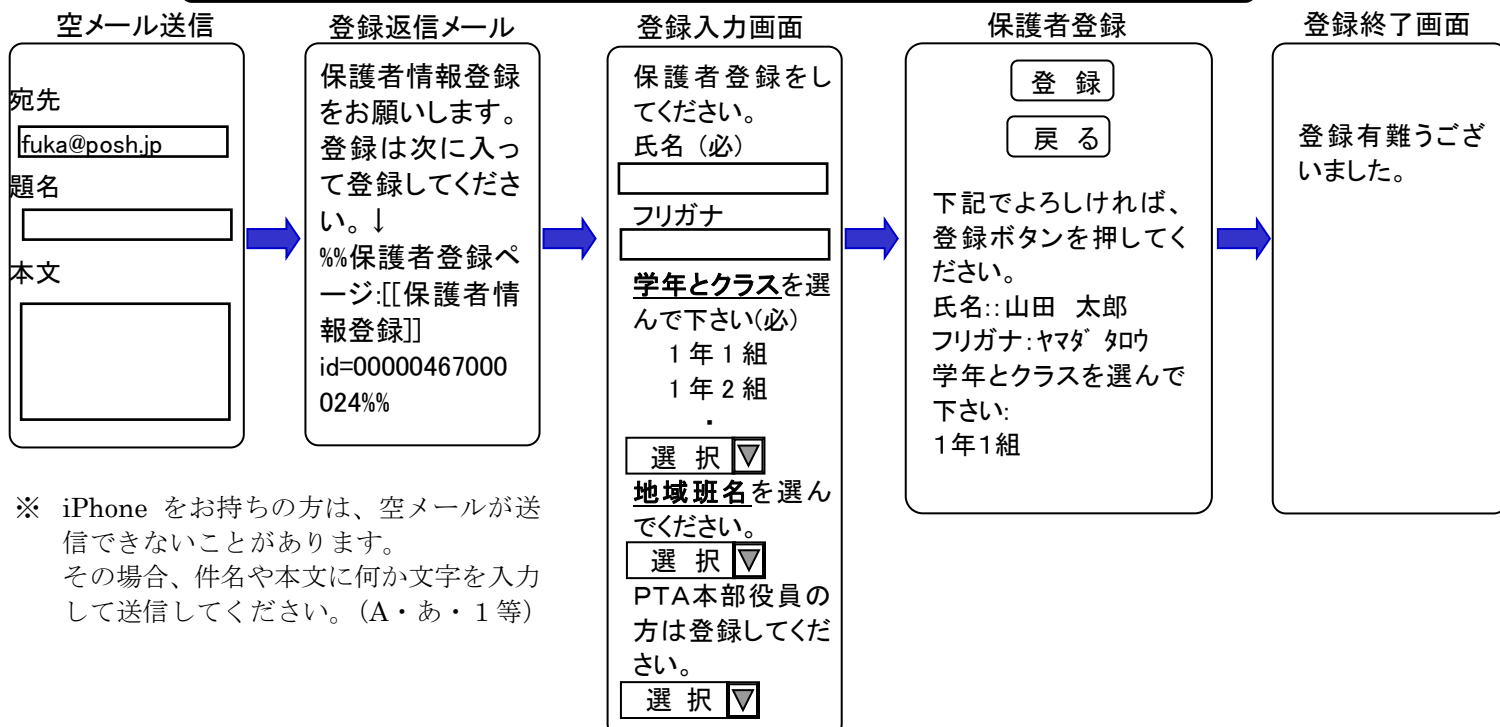 空メール送信
宛先
fuka@posh.jp
題名
本文
登録返信メール
保護者情報登録
をお願いします。
登録は次に入っ
て登録してくださ
い。↓
%%保護者登録ペ
ージ:[[保護者情
報登録]]
id=00000467000
024%%
登録入力画面
保護者登録をし
てください。
氏名（必）
フリガナ
学年とクラスを選
んで下さい(必)
1年1組
1年2組
・
選 択 ▽
地域班名を選ん
でください。
選 択 ▽
PTA本部役員の
方は登録してくだ
さい。
選 択 ▽
保護者登録
登 録
戻 る
下記でよろしければ、
登録ボタンを押してく
ださい。
氏名::山田 太郎
フリガナ:ヤマダ タロウ
学年とクラスを選んで
下さい:
1年1組
登録終了画面
登録有難うござ
いました。
※ iPhone をお持ちの方は、空メールが送
信できないことがあります。
その場合、件名や本文に何か文字を入力
して送信してください。（A・あ・１等）